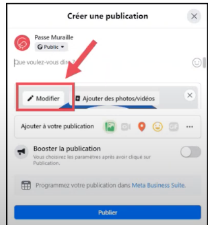 Créer une publication
Passe Muraille
Public
Que voulez-vous dire ?
Modifier
Ajouter des photos/vidéos
Ajouter à votre publication
Booster la publication
Vous choisirez les paramètres après avoir cliqué sur
Publication.
Programmez votre publication dans Meta Business Suite.
Publier